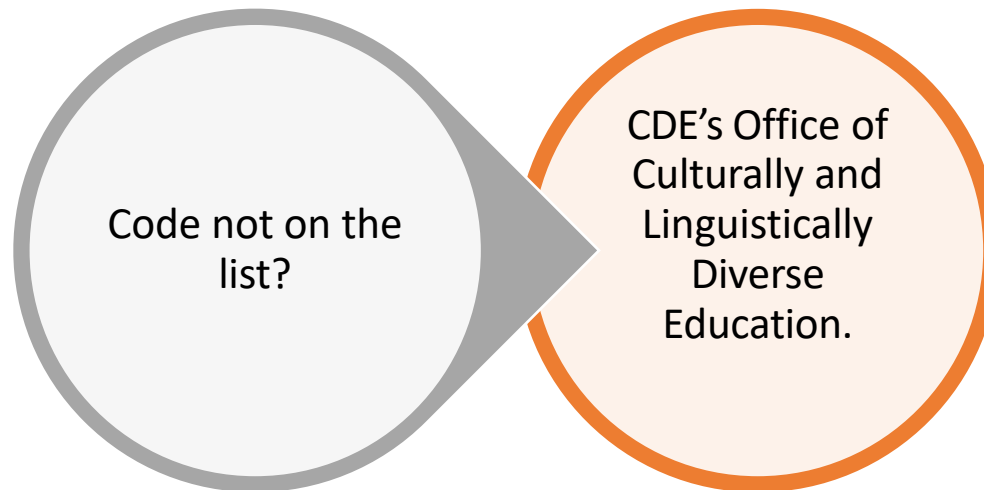 Code not on the
list?
CDE’s Office of
Culturally and
Linguistically
Diverse
Education.